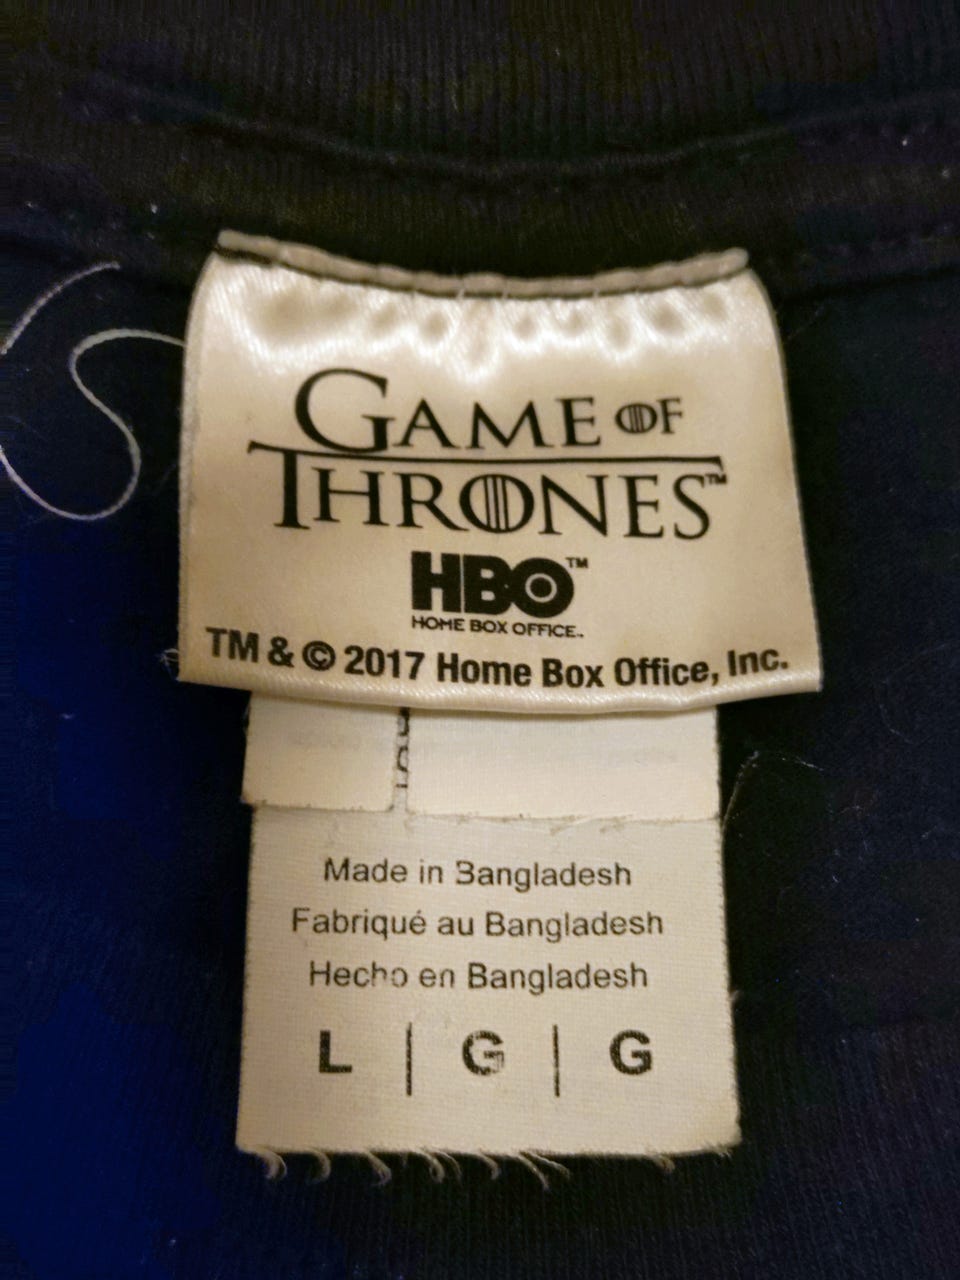 GAME OF
THRONES™
HBO™
HOME BOX OFFICE™
TM & © 2017 Home Box Office, Inc.
Made in Bangladesh
Fabriqué au Bangladesh
Hecho en Bangladesh
L | G | G